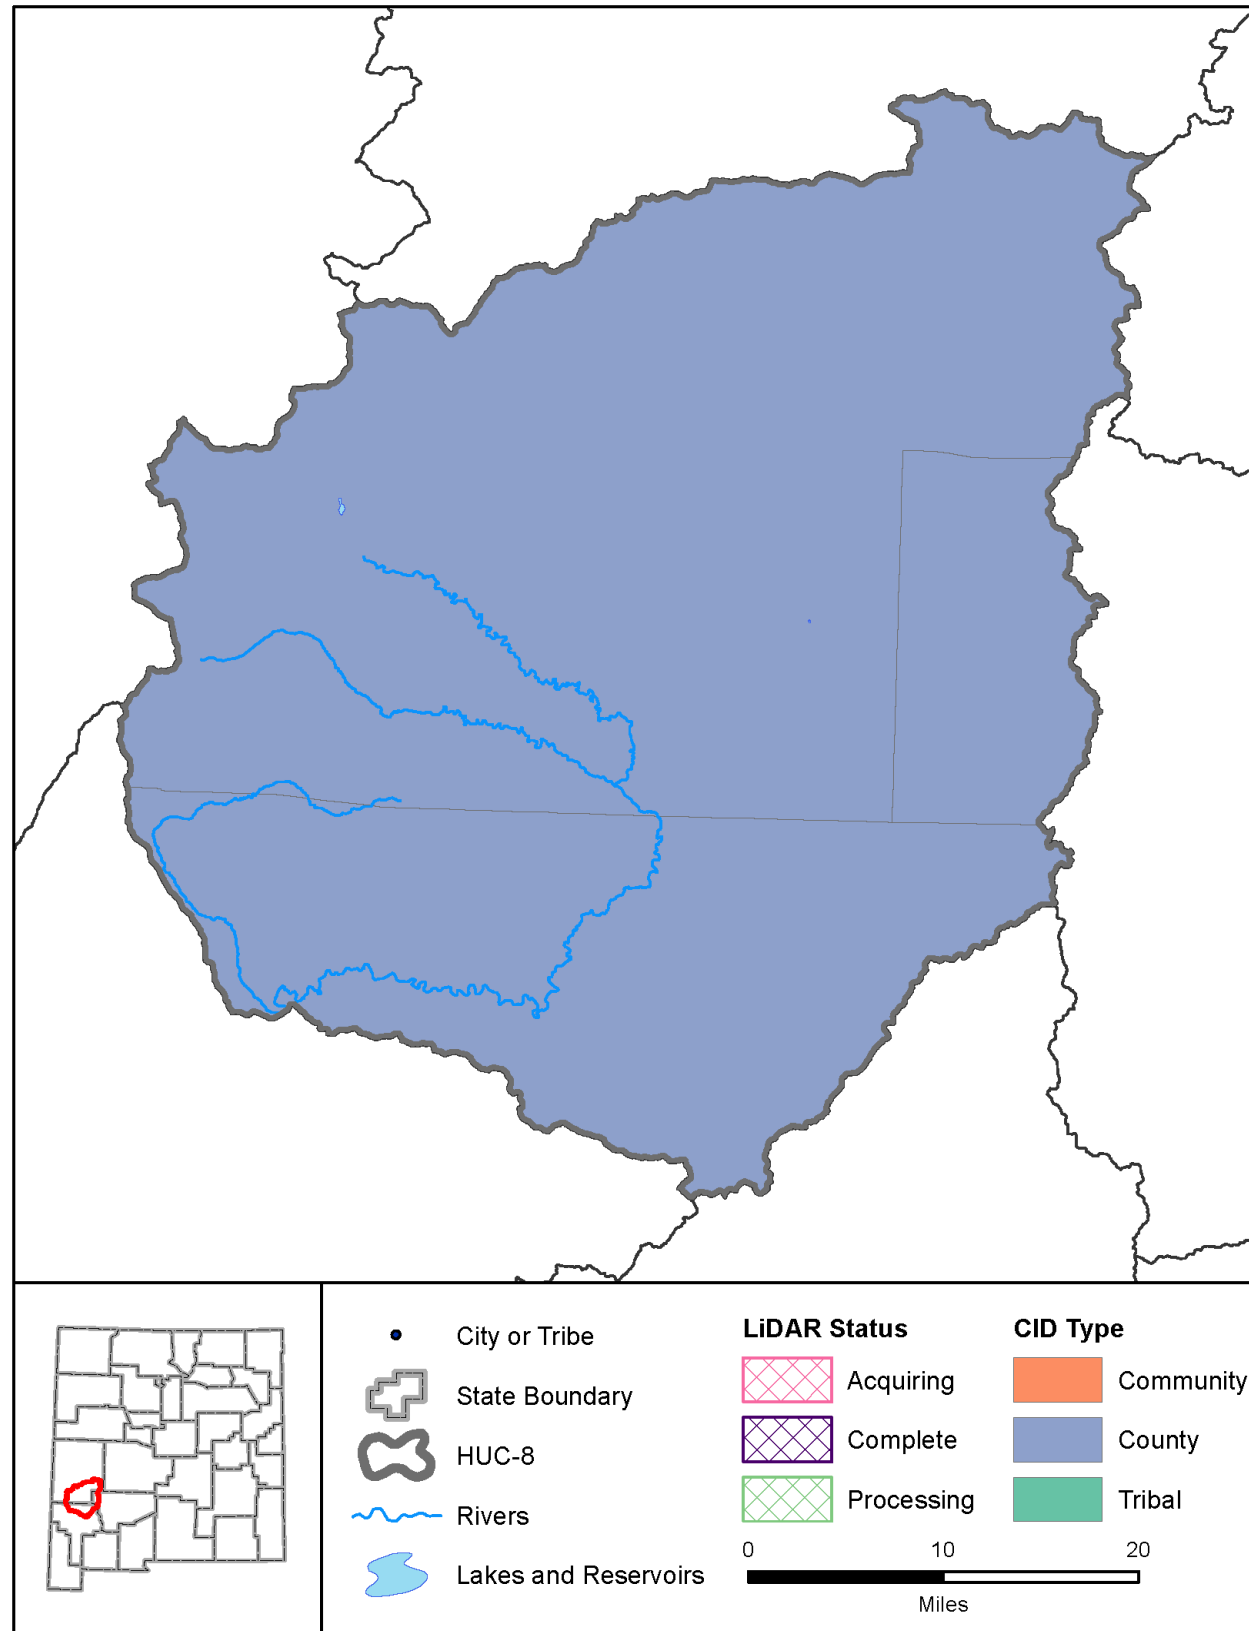 City or Tribe
State Boundary
HUC-8
Rivers
Lakes and Reservoirs
LiDAR Status
Acquiring
Complete
Processing
CID Type
Community
County
Tribal
0 10 20
Miles